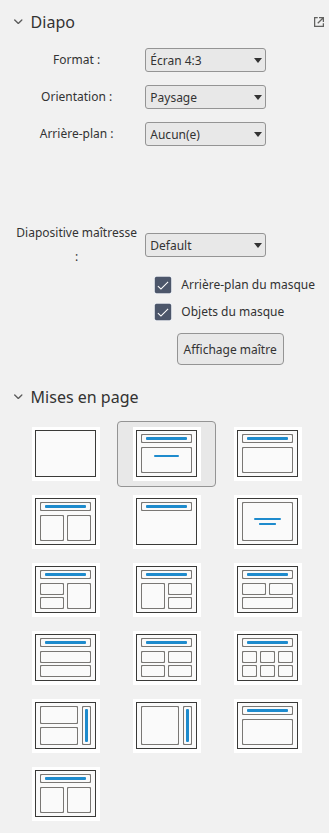 Diapo
Format :
Écran 4:3
Orientation :
Paysage
Arrière-plan :
Aucun(e)
Diapositive maîtresse
:
Default
Arrière-plan du masque
Objets du masque
Affichage maître
Mises en page